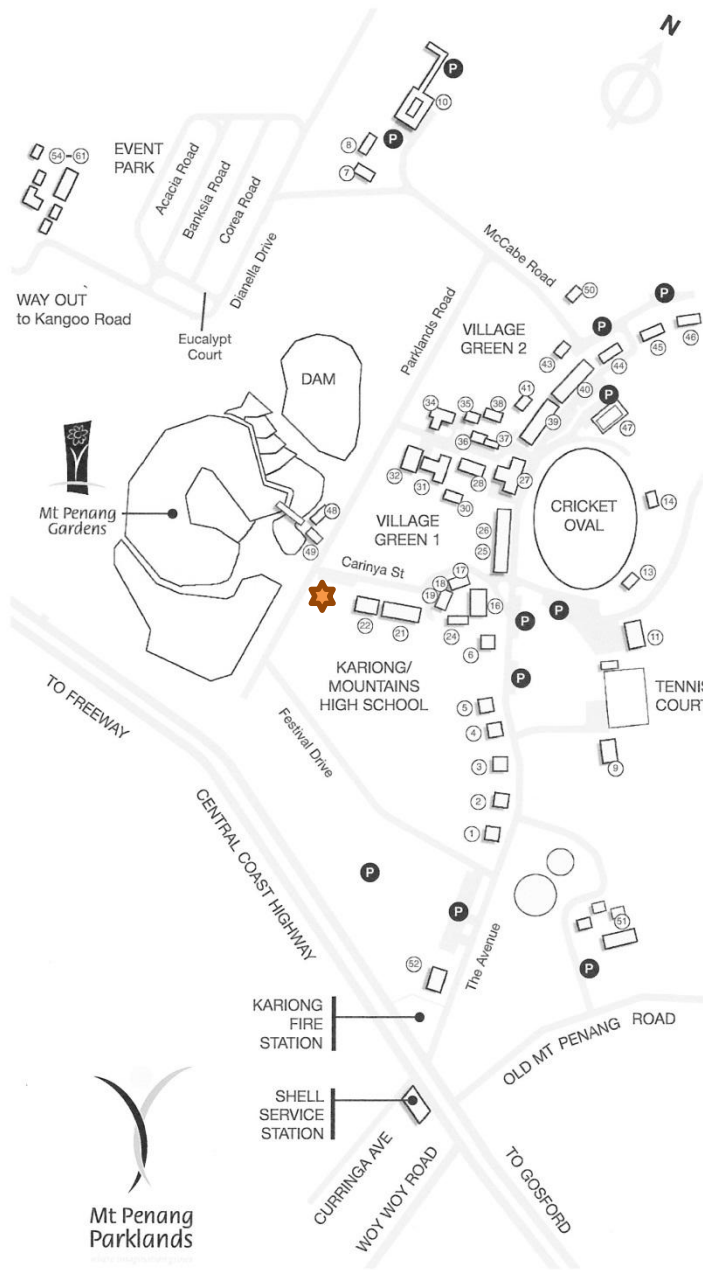 N
P
10
P
8
7
54-61
EVENT
PARK
Acacia Road
Banksia Road
Corea Road
Dianella Drive
McCabe Road
WAY OUT
to Kangoo Road
Eucalypt
Court
Parklands Road
50
P
P
VILLAGE
GREEN 2
43
44
45
46
DAM
41
40
34
35
38
39
P
47
36
37
32
31
28
27
30
Mt Penang
Gardens
48
49
VILLAGE
GREEN 1
26
25
CRICKET
OVAL
14
Carinya St
17
18
19
16
13
22
21
24
P
P
11
6
KARIONG/
MOUNTAINS
HIGH SCHOOL
P
TO FREEWAY
5
4
TENNIS
COURT
Festival Drive
3
9
2
1
CENTRAL COAST HIGHWAY
P
P
51
The Avenue
52
P
KARIONG
FIRE
STATION
OLD MT PENANG ROAD
SHELL
SERVICE
STATION
CURRINGA AVE
WOY WOY ROAD
TO GOSFORD
Mt Penang
Parklands